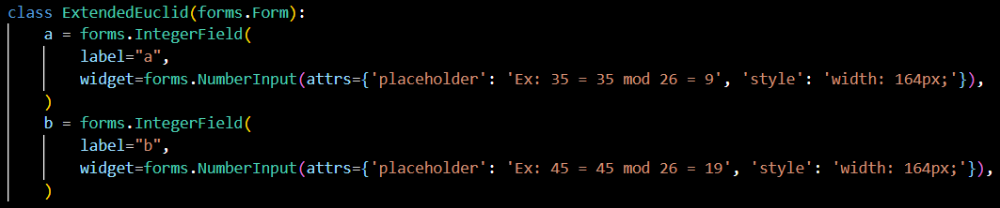 class ExtendedEuclid(forms.Form):
    a = forms.IntegerField(
        label="a",
        widget=forms.NumberInput(attrs={'placeholder': 'Ex: 35 = 35 mod 26 = 9', 'style': 'width: 164px;'}),
    )
    b = forms.IntegerField(
        label="b",
        widget=forms.NumberInput(attrs={'placeholder': 'Ex: 45 = 45 mod 26 = 19', 'style': 'width: 164px;'}),
    )